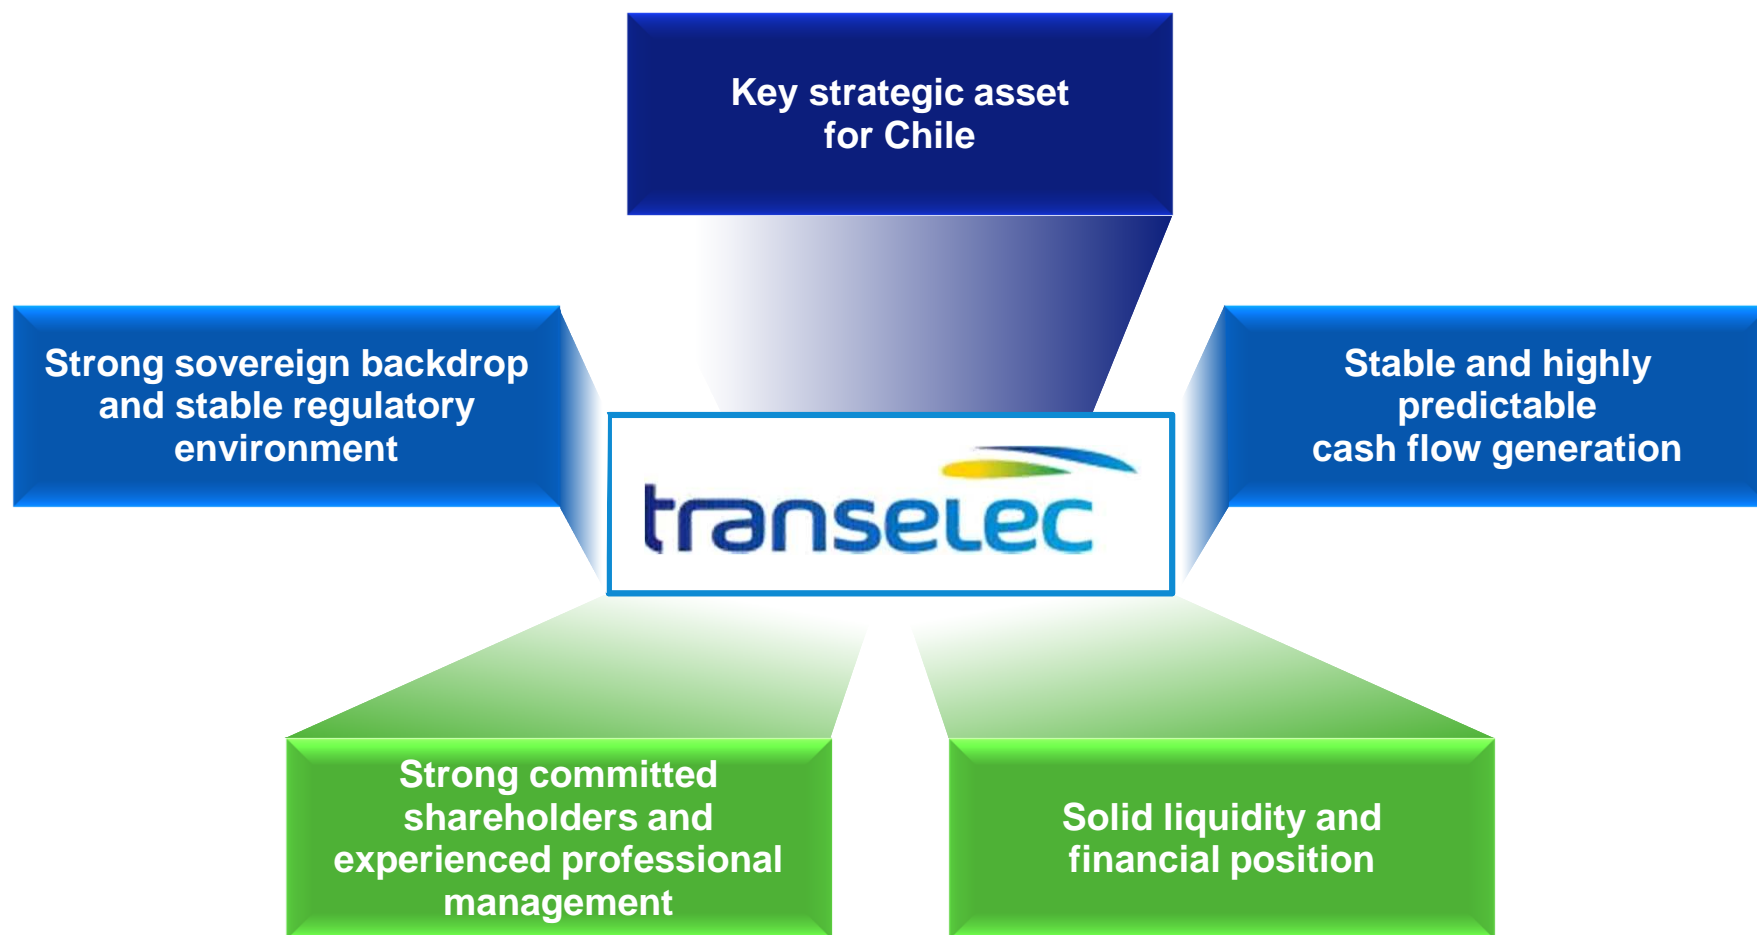 Key strategic asset
for Chile
Strong sovereign backdrop
and stable regulatory
environment
Stable and highly
predictable
cash flow generation
transelec
Strong committed
shareholders and
experienced professional
management
Solid liquidity and
financial position